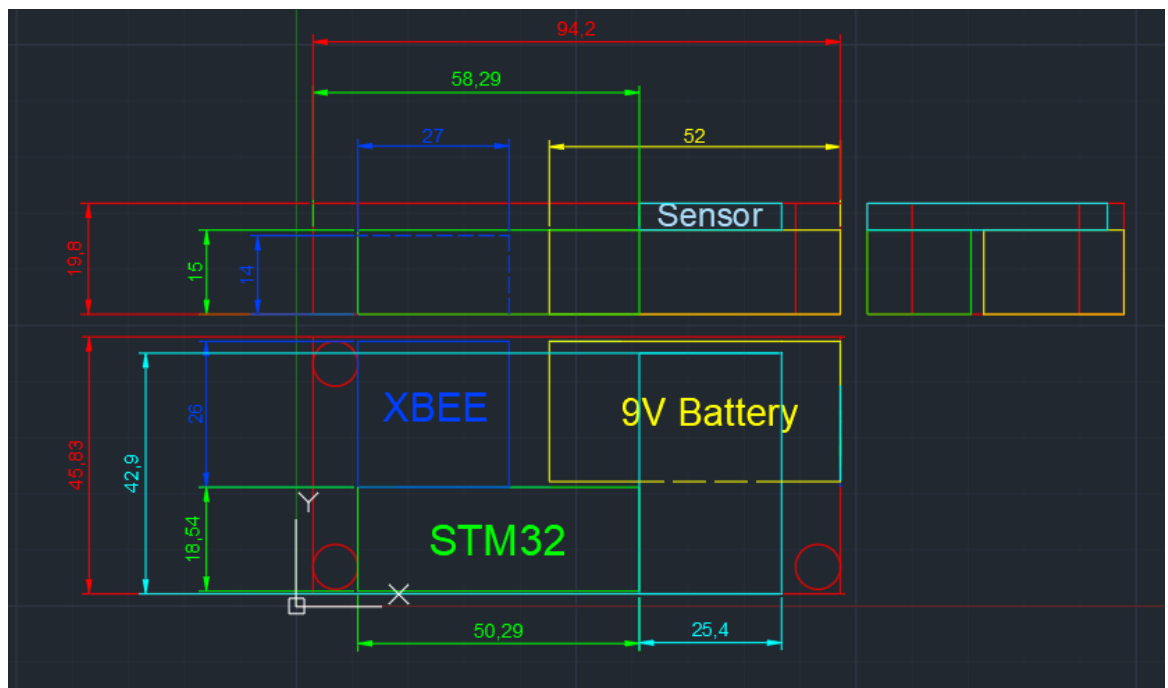 94,2
58,29
27
52
Sensor
19,8
15
14
XBEE
9V Battery
26
45,83
42,9
Y
18,54
STM32
X
50,29
25,4